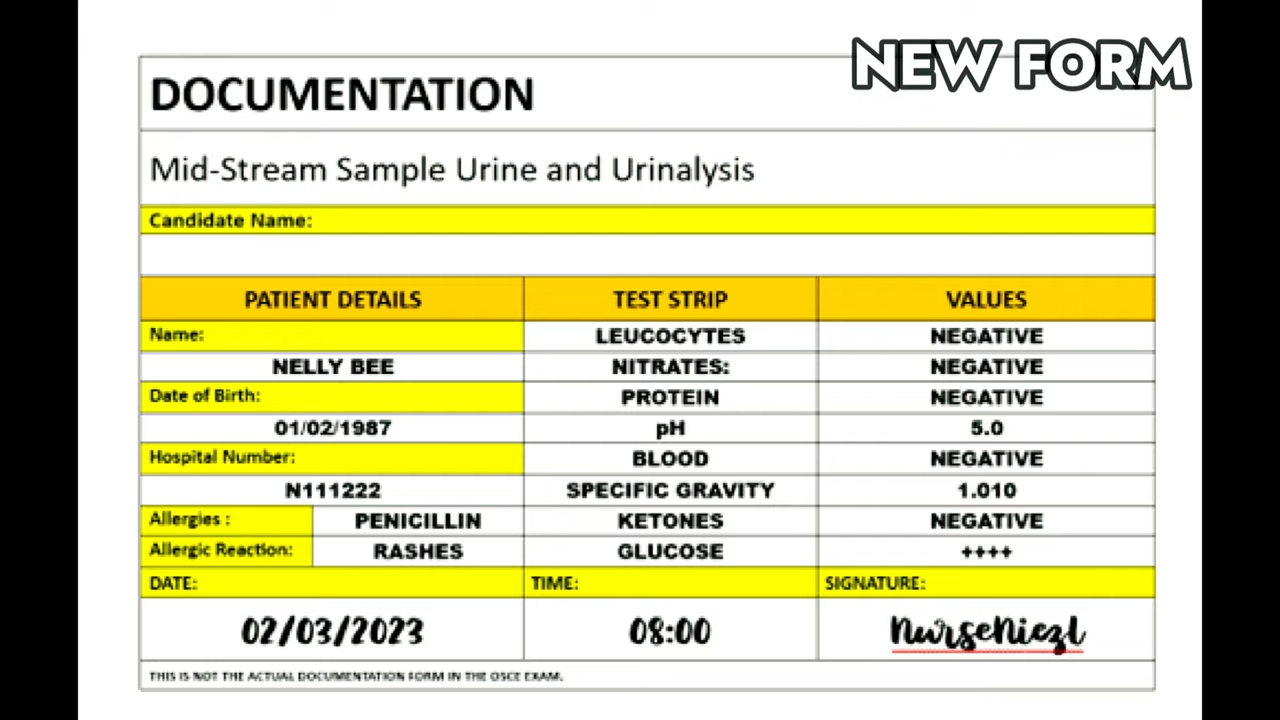 NEW FORM
DOCUMENTATION
Mid-Stream Sample Urine and Urinalysis
Candidate Name:
PATIENT DETAILS TEST STRIP VALUES
Name: LEUCOCYTES NEGATIVE
NELLY BEE NITRATES: NEGATIVE
Date of Birth: PROTEIN NEGATIVE
01/02/1987 pH 5.0
Hospital Number: BLOOD NEGATIVE
N111222 SPECIFIC GRAVITY 1.010
Allergies : PENICILLIN KETONES NEGATIVE
Allergic Reaction: RASHES GLUCOSE ++++
DATE: TIME: SIGNATURE:
02/03/2023 08:00 NurseNiezl
THIS IS NOT THE ACTUAL DOCUMENTATION FORM IN THE OSCE EXAM.